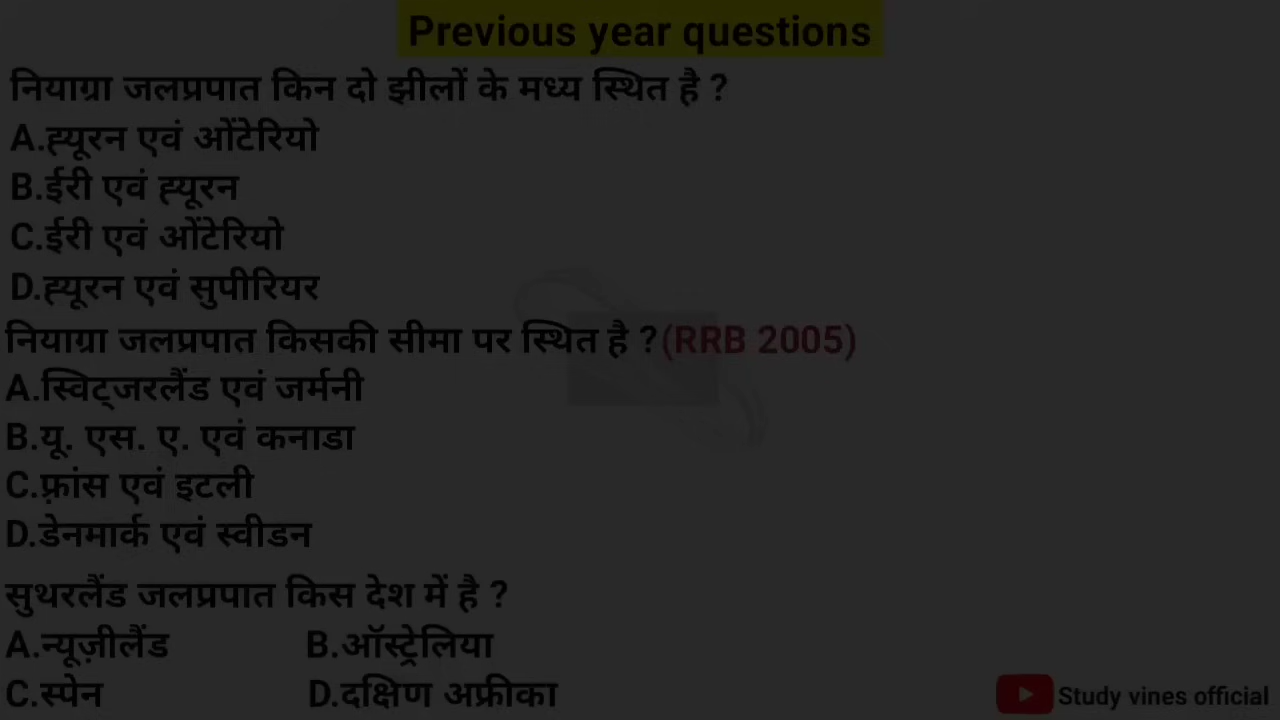 Previous year questions
नियाग्रा जलप्रपात किन दो झीलों के मध्य स्थित है ?
A.ह्यूरन एवं ओंटेरियो
B.ईरी एवं ह्यूरन
C.ईरी एवं ओंटेरियो
D.ह्यूरन एवं सुपीरियर
नियाग्रा जलप्रपात किसकी सीमा पर स्थित है ?(RRB 2005)
A.स्विट्जरलैंड एवं जर्मनी
B.यू. एस. ए. एवं कनाडा
C.फ़्रांस एवं इटली
D.डेनमार्क एवं स्वीडन
सुथरलैंड जलप्रपात किस देश में है ?
A.न्यूज़ीलैंड B.ऑस्ट्रेलिया
C.स्पेन D.दक्षिण अफ्रीका
Study vines official